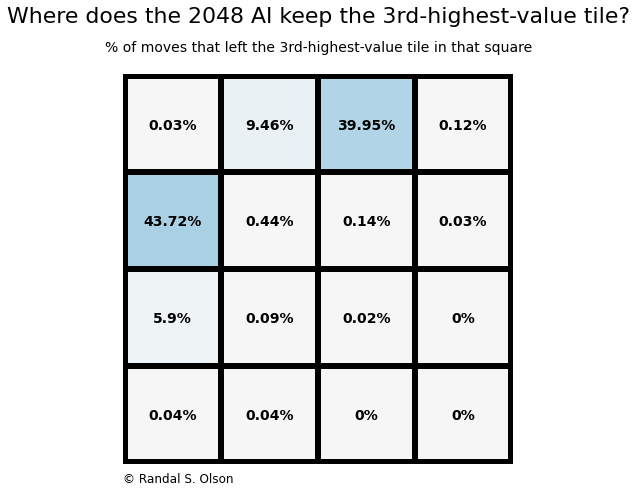 Where does the 2048 AI keep the 3rd-highest-value tile?
% of moves that left the 3rd-highest-value tile in that square
0.03% 9.46% 39.95% 0.12%
43.72% 0.44% 0.14% 0.03%
5.9% 0.09% 0.02% 0%
0.04% 0.04% 0% 0%
© Randal S. Olson